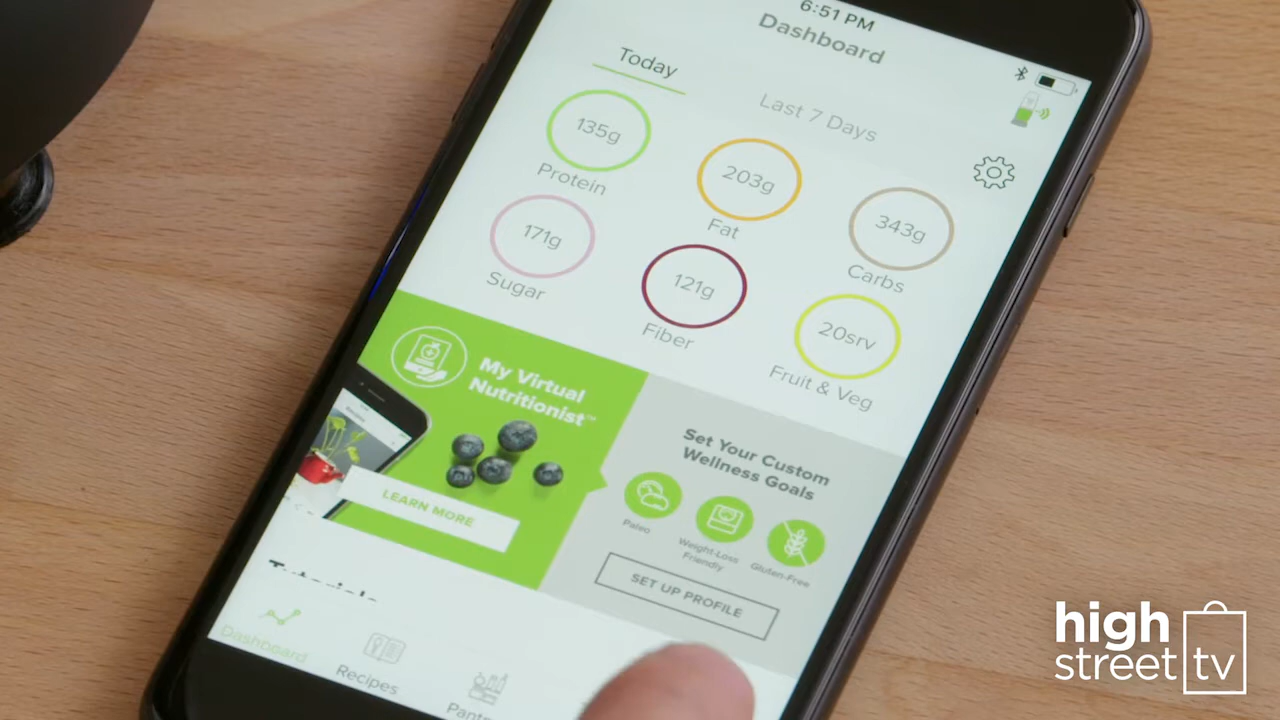 6:51 PM
Dashboard
Today
Last 7 Days
135g
203g
343g
Protein
Fat
Carbs
171g
121g
20srv
Sugar
Fiber
Fruit & Veg
My Virtual
Nutritionist™
LEARN MORE
Set Your Custom
Wellness Goals
Paleo
Weight-Loss
Friendly
Gluten-Free
SET UP PROFILE
Dashboard
Recipes
high
street tv